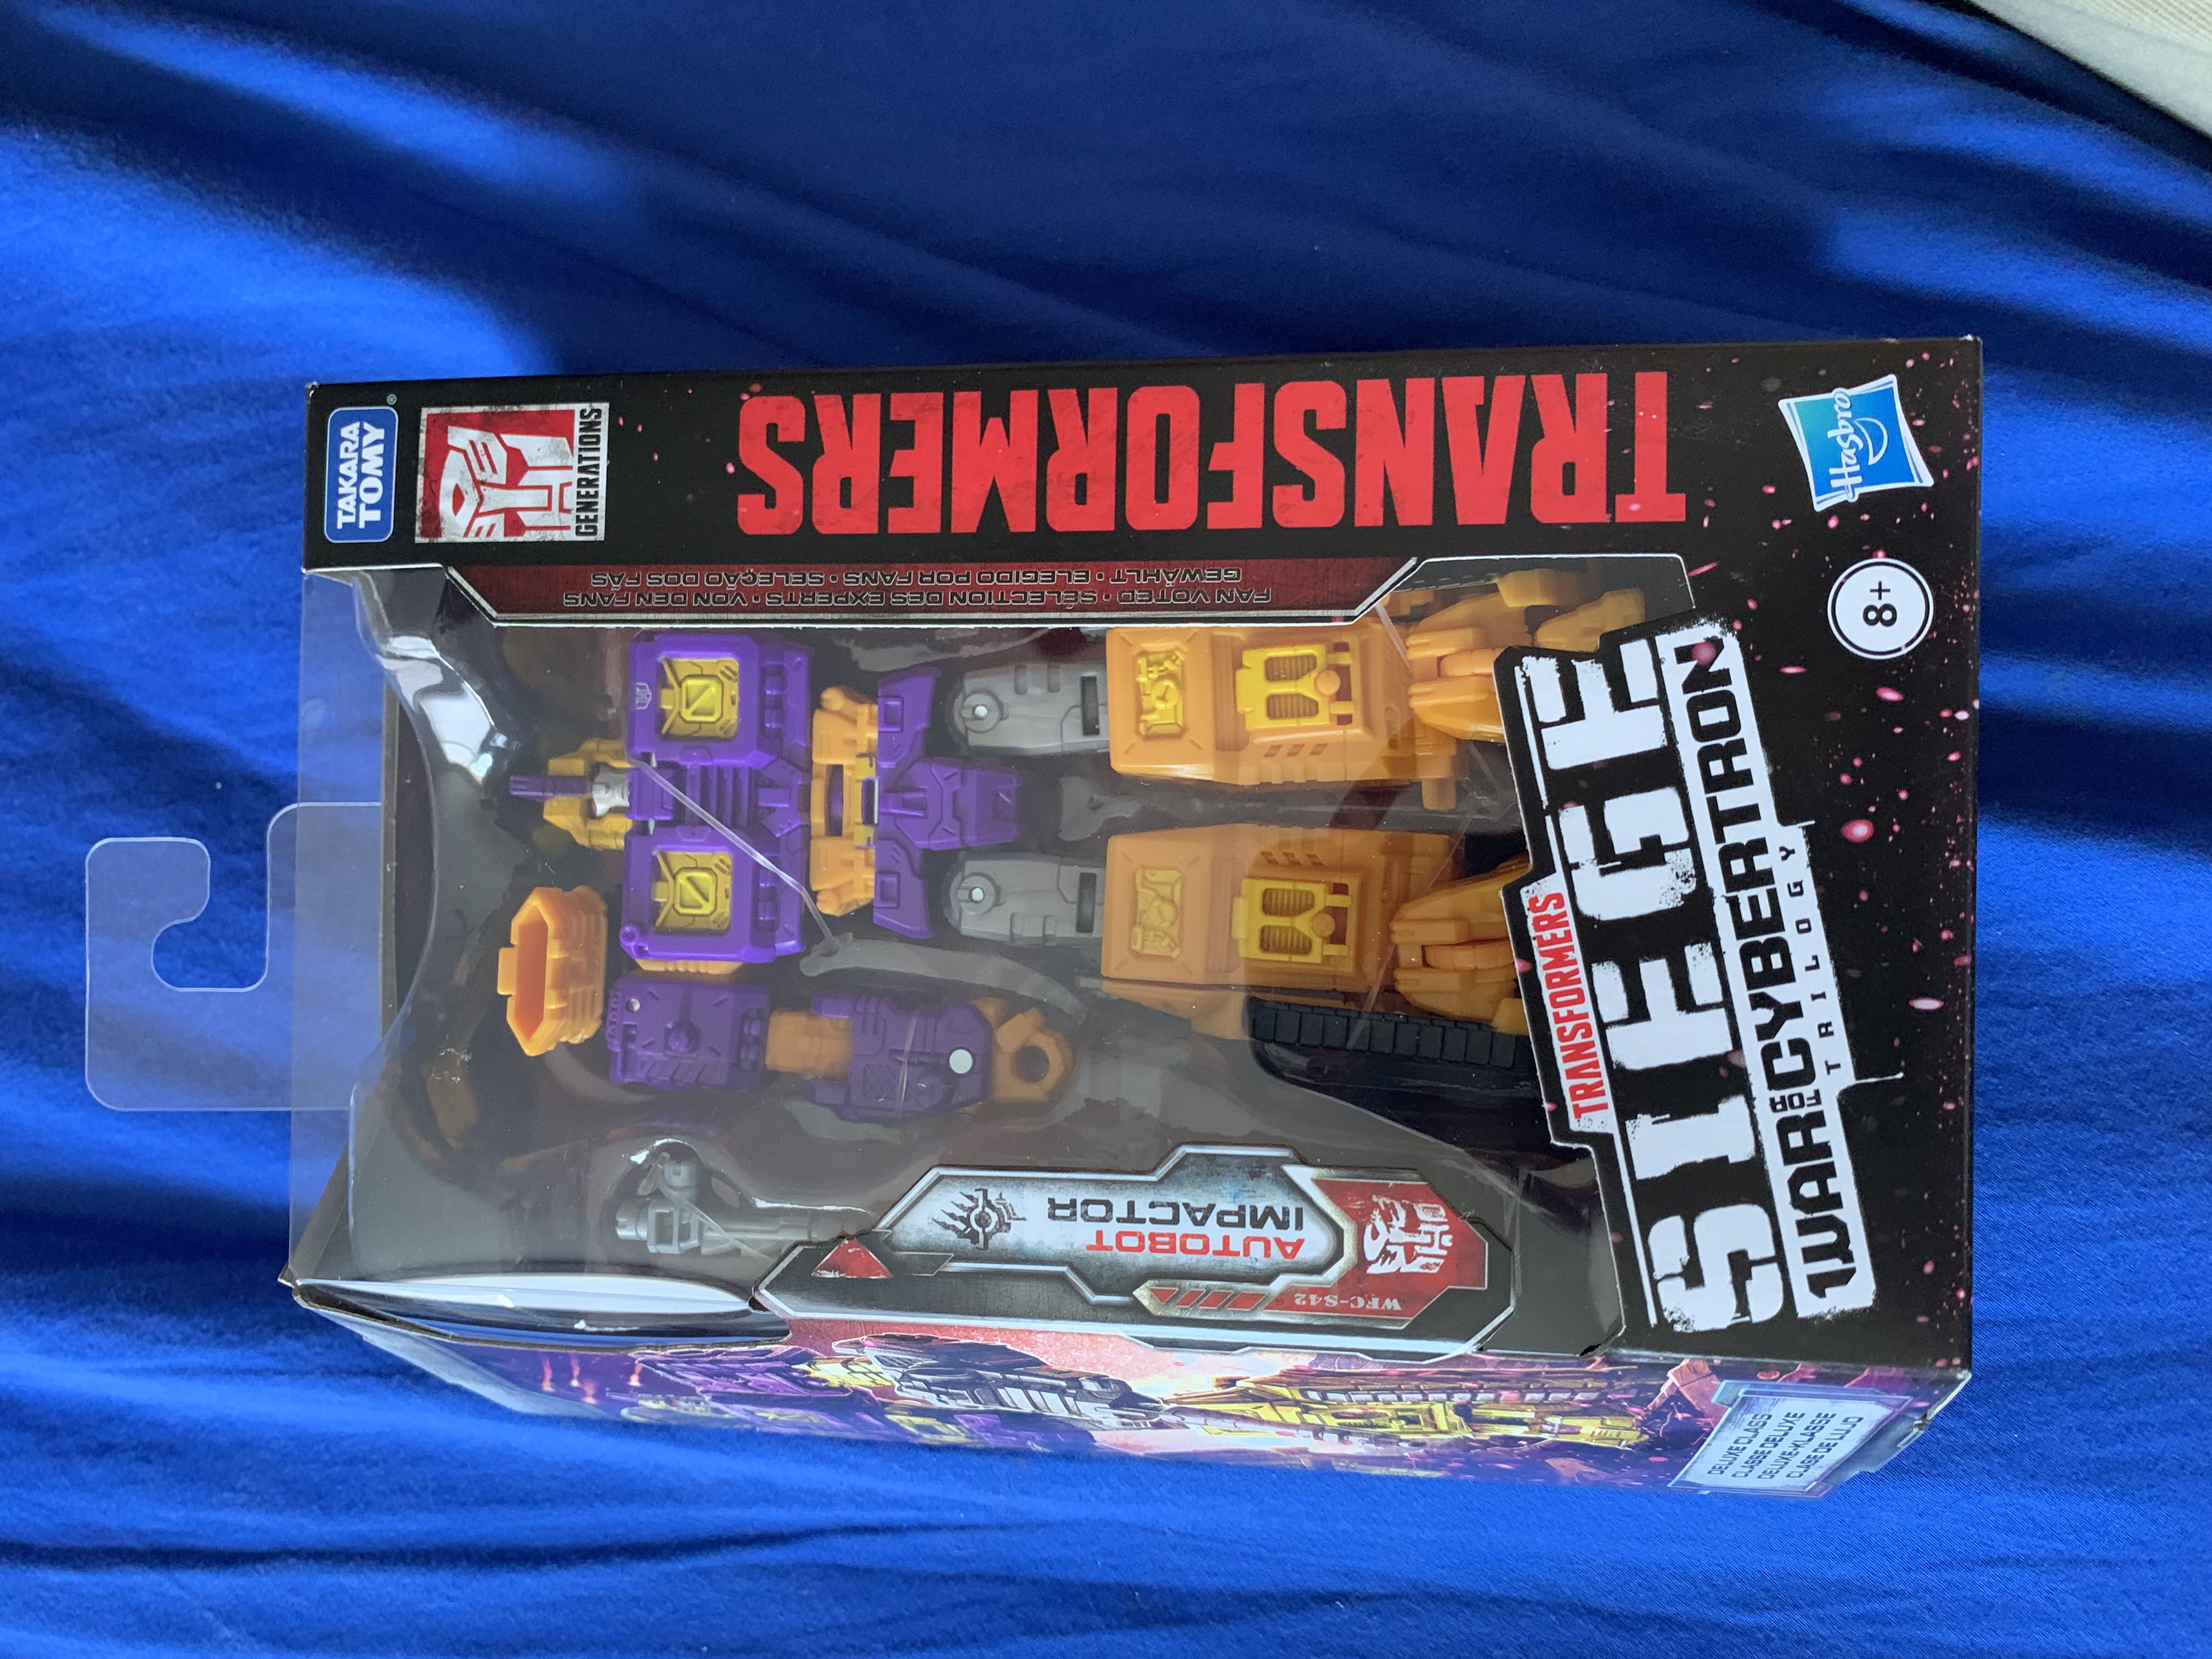 TAKARA
TOMY
®
GENERATIONS
TRANSFORMERS
Hasbro
8+
FAN VOTED • SÉLECTION DES EXPERTS • VON DEN FANS
GEWÄHLT • ELEGIDO POR FANS • SELEÇÃO DOS FÃS
WFC-S42
AUTOBOT
IMPACTOR
TRANSFORMERS
SIEGE
WAR FOR CYBERTRON
TRILOGY
DELUXE CLASS
CLASSE DELUXE
DELUXE-KLASSE
CLASE DE LUJO